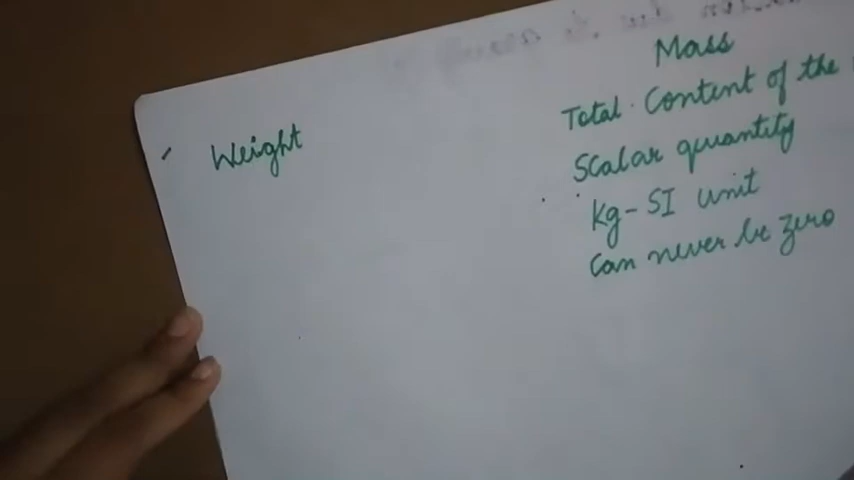 Weight
Mass
Total Content of the
Scalar quantity
Kg-SI unit
Can never be zero